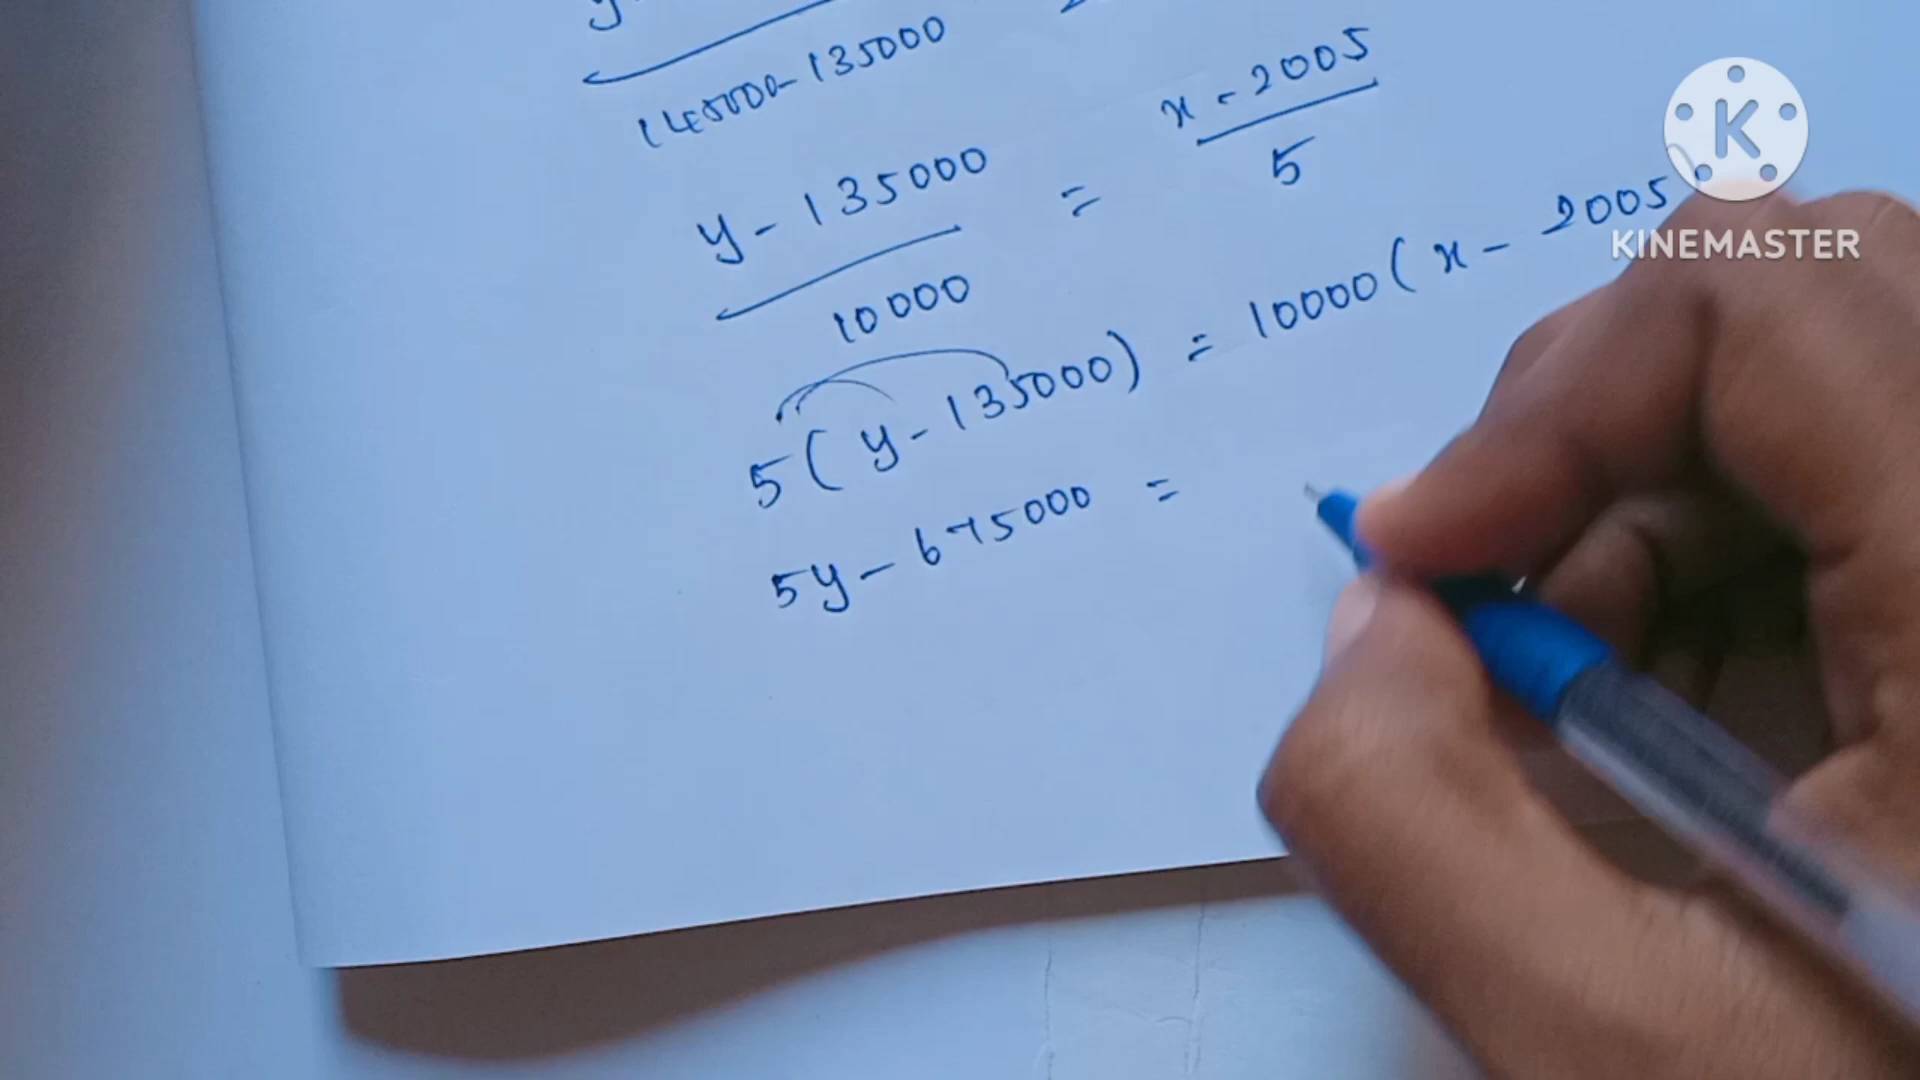 145000-135000
y-135000 = x-2005
10000 5
5(y-135000) = 10000(x-2005)
5y-675000 =
K
KINEMASTER